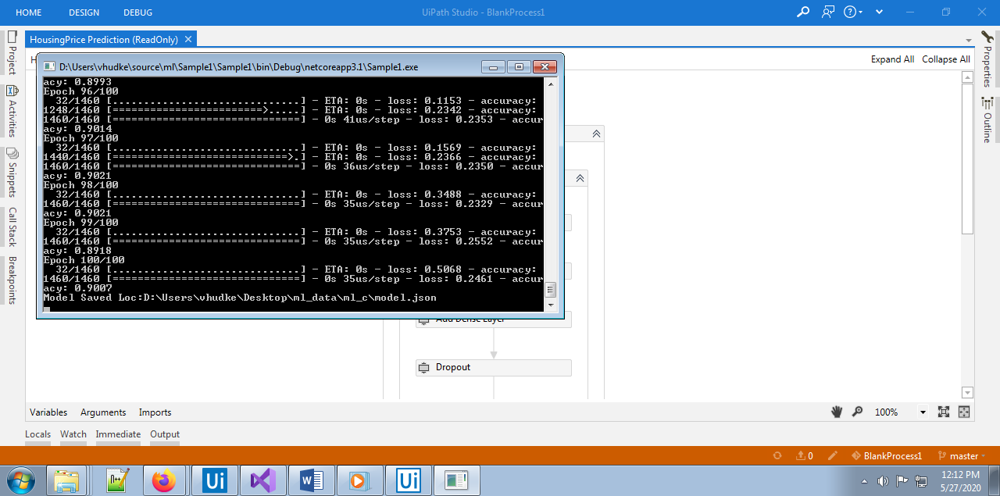 HOME DESIGN DEBUG UiPath Studio - BlankProcess1
HousingPrice Prediction (ReadOnly)
Expand All Collapse All
D:\Users\vhudke\source\ml\Sample1\Sample1\bin\Debug\netcoreapp3.1\Sample1.exe
acy: 0.8993
Epoch 96/100
32/1460 [..............................] - ETA: 0s - loss: 0.1153 - accuracy:
1248/1460 [========================>.....] - ETA: 0s - loss: 0.2342 - accuracy:
1460/1460 [==============================] - 0s 41us/step - loss: 0.2353 - accur
acy: 0.9014
Epoch 97/100
32/1460 [..............................] - ETA: 0s - loss: 0.1569 - accuracy:
1440/1460 [============================>.] - ETA: 0s - loss: 0.2366 - accuracy:
1460/1460 [==============================] - 0s 36us/step - loss: 0.2350 - accur
acy: 0.9021
Epoch 98/100
32/1460 [..............................] - ETA: 0s - loss: 0.3488 - accuracy:
1460/1460 [==============================] - 0s 35us/step - loss: 0.2329 - accur
acy: 0.9021
Epoch 99/100
32/1460 [..............................] - ETA: 0s - loss: 0.3753 - accuracy:
1460/1460 [==============================] - 0s 35us/step - loss: 0.2552 - accur
acy: 0.8918
Epoch 100/100
32/1460 [..............................] - ETA: 0s - loss: 0.5068 - accuracy:
1460/1460 [==============================] - 0s 35us/step - loss: 0.2461 - accur
acy: 0.9007
Model Saved Loc:D:\Users\vhudke\Desktop\ml_data\ml_c\model.json
Project
Activities
Snippets
Call Stack
Breakpoints
Properties
Outline
Add Dense Layer
Dropout
Variables Arguments Imports 100%
Locals Watch Immediate Output
0 BlankProcess1 master
Ui Ui
12:12 PM
5/27/2020